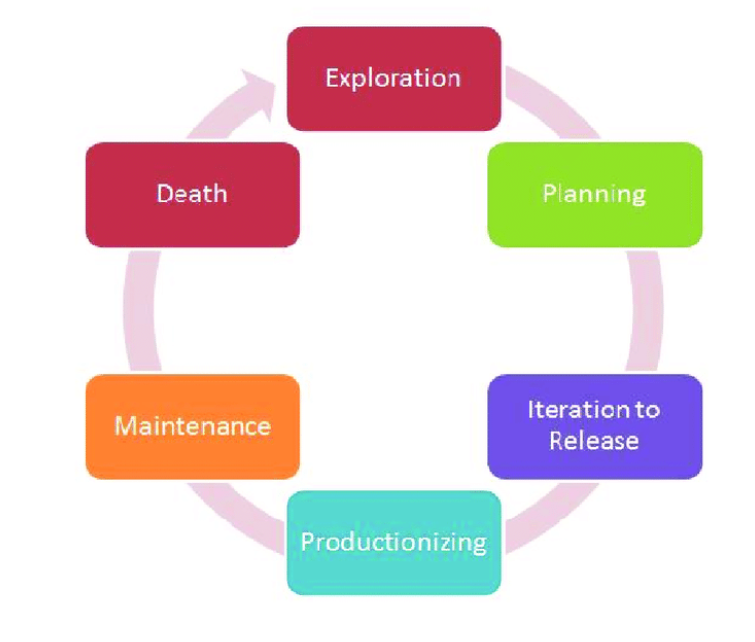 Exploration
Planning
Iteration to
Release
Productionizing
Maintenance
Death